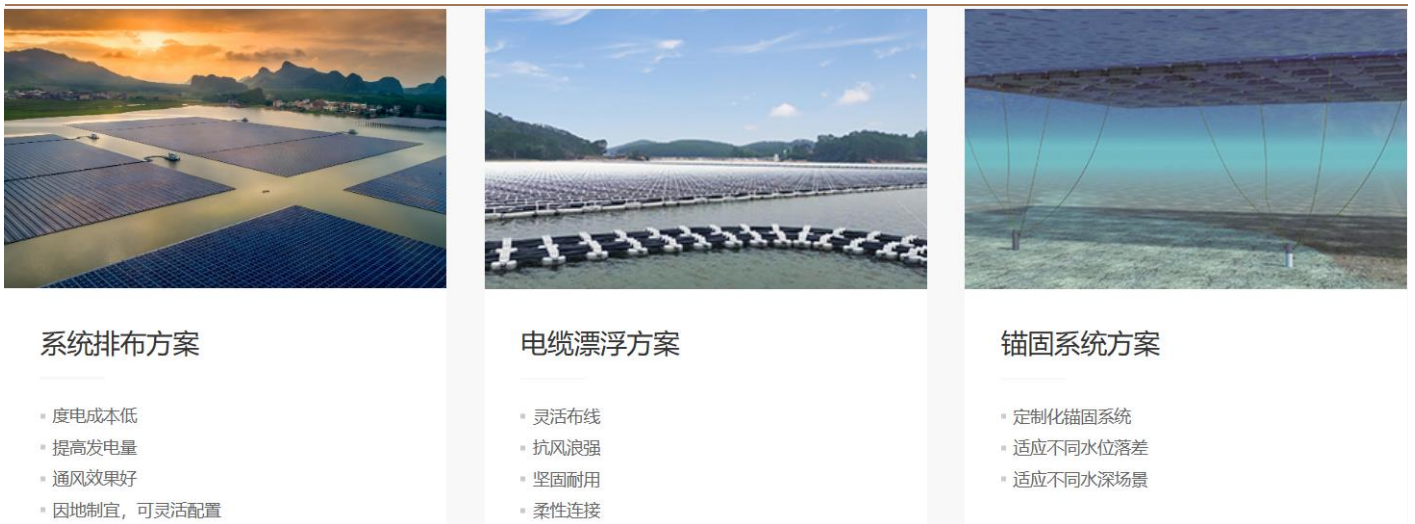 系统排布方案
度电成本低
提高发电量
通风效果好
因地制宜，可灵活配置
电缆漂浮方案
灵活布线
抗风浪强
坚固耐用
柔性连接
锚固系统方案
定制化锚固系统
适应不同水位落差
适应不同水深场景